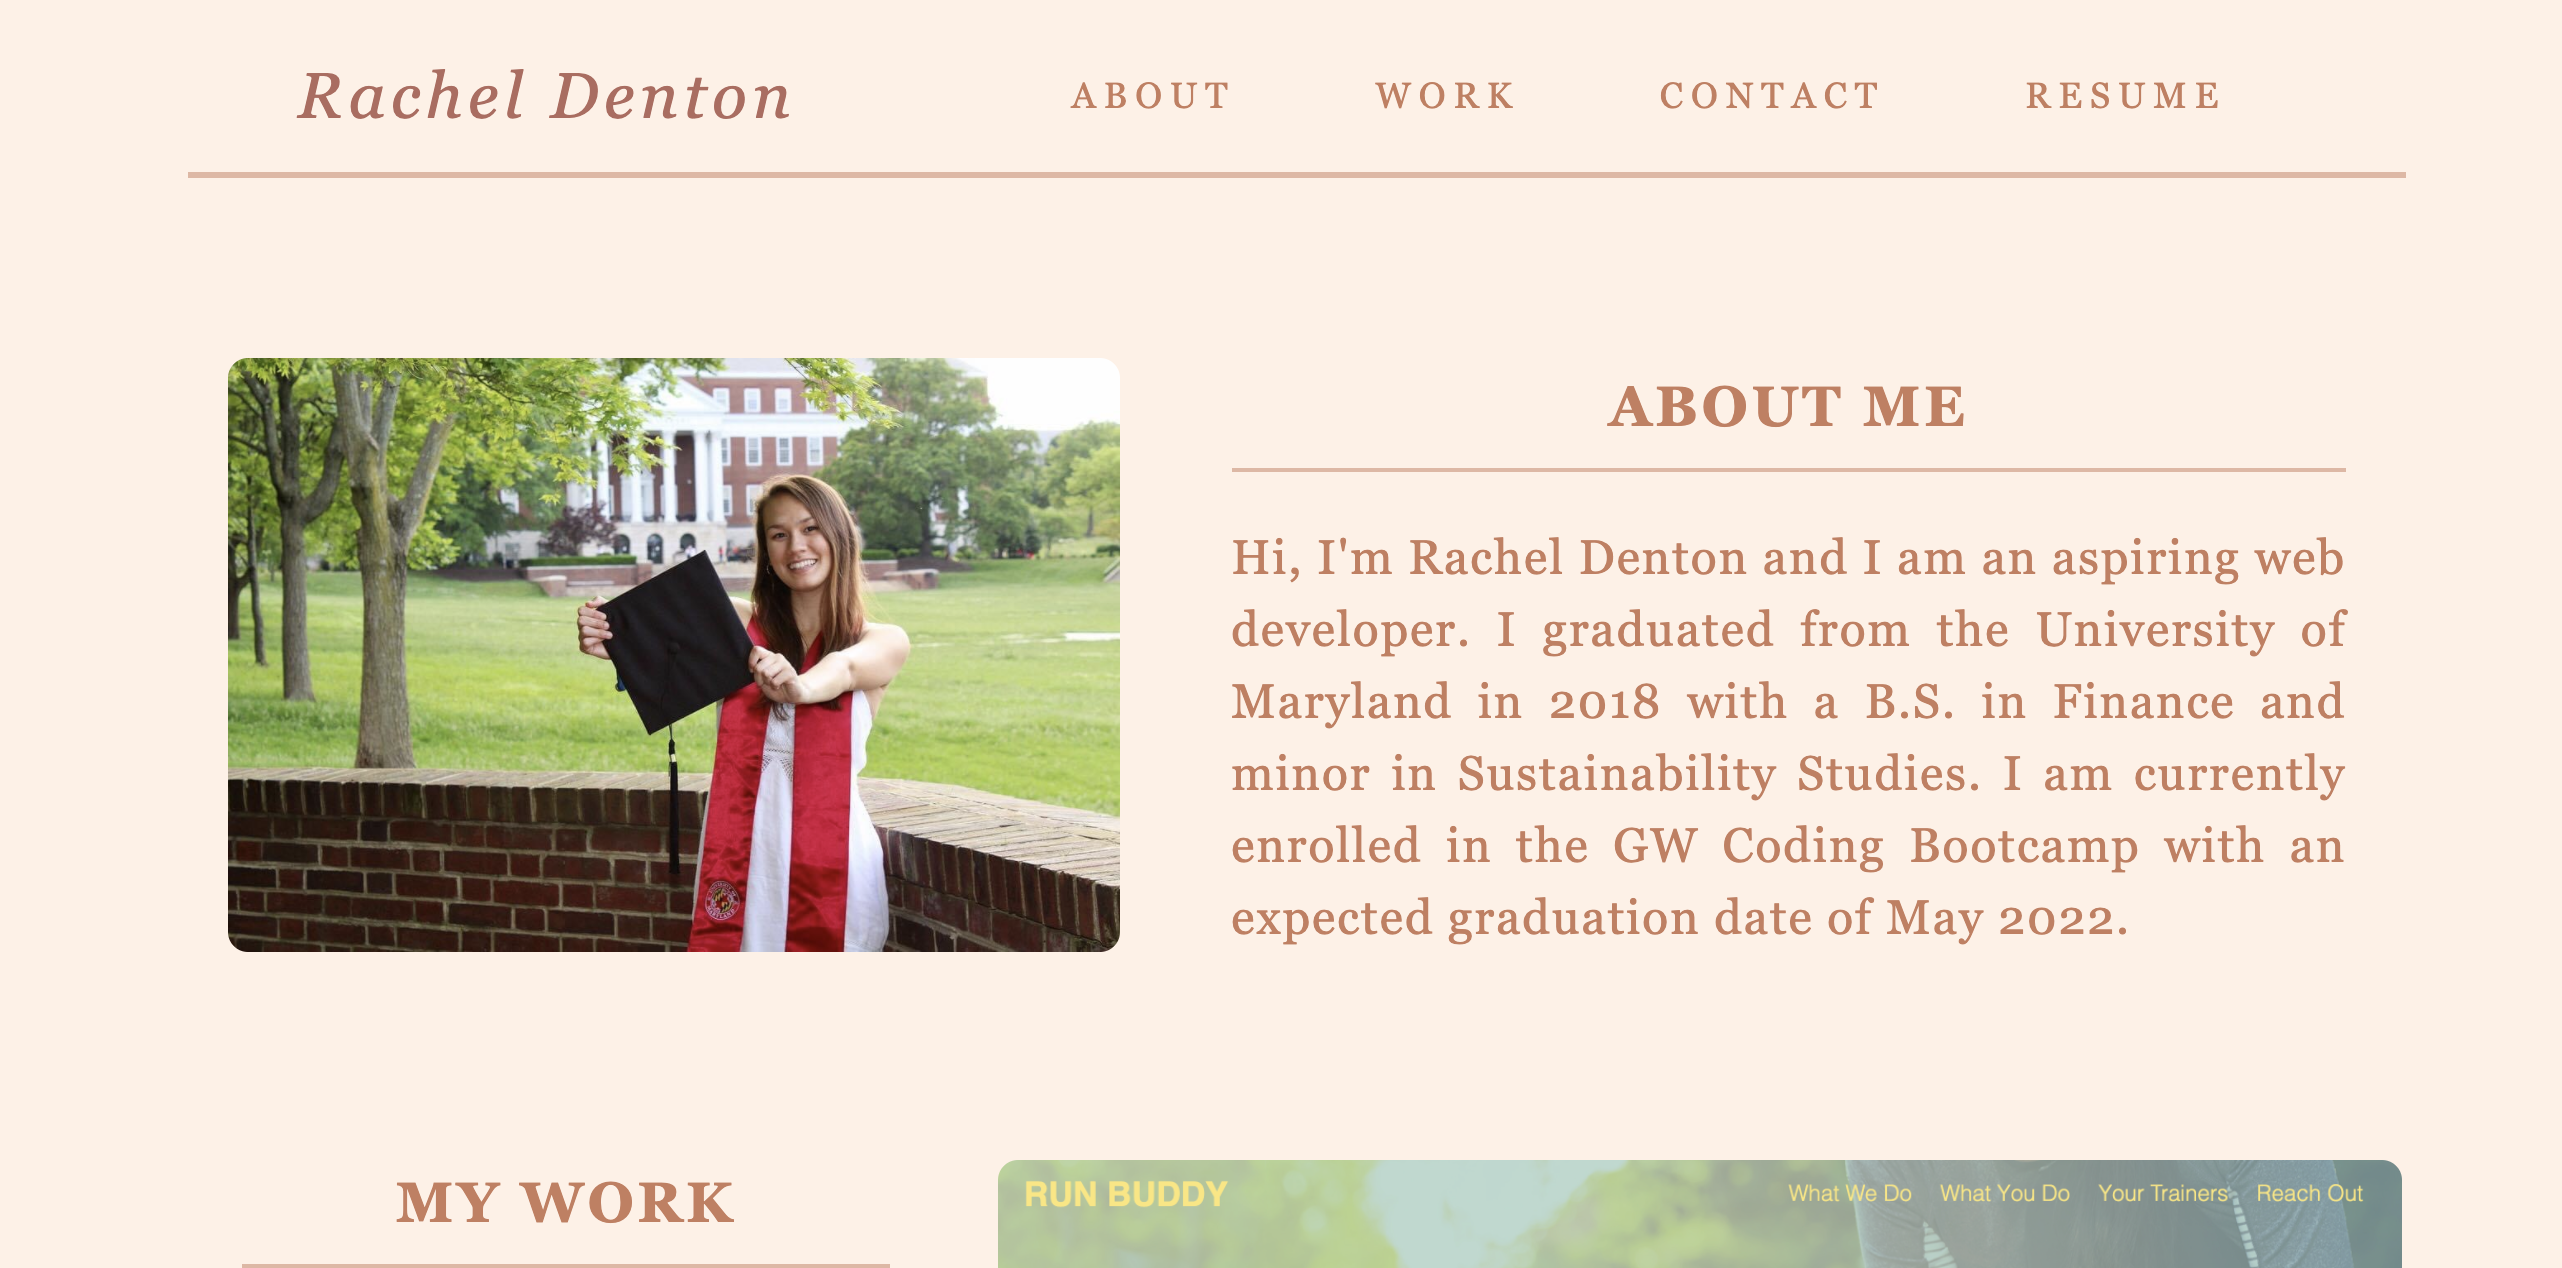 Rachel Denton
ABOUT WORK CONTACT RESUME
ABOUT ME
Hi, I'm Rachel Denton and I am an aspiring web
developer. I graduated from the University of
Maryland in 2018 with a B.S. in Finance and
minor in Sustainability Studies. I am currently
enrolled in the GW Coding Bootcamp with an
expected graduation date of May 2022.
MY WORK
RUN BUDDY
What We Do What You Do Your Trainers Reach Out